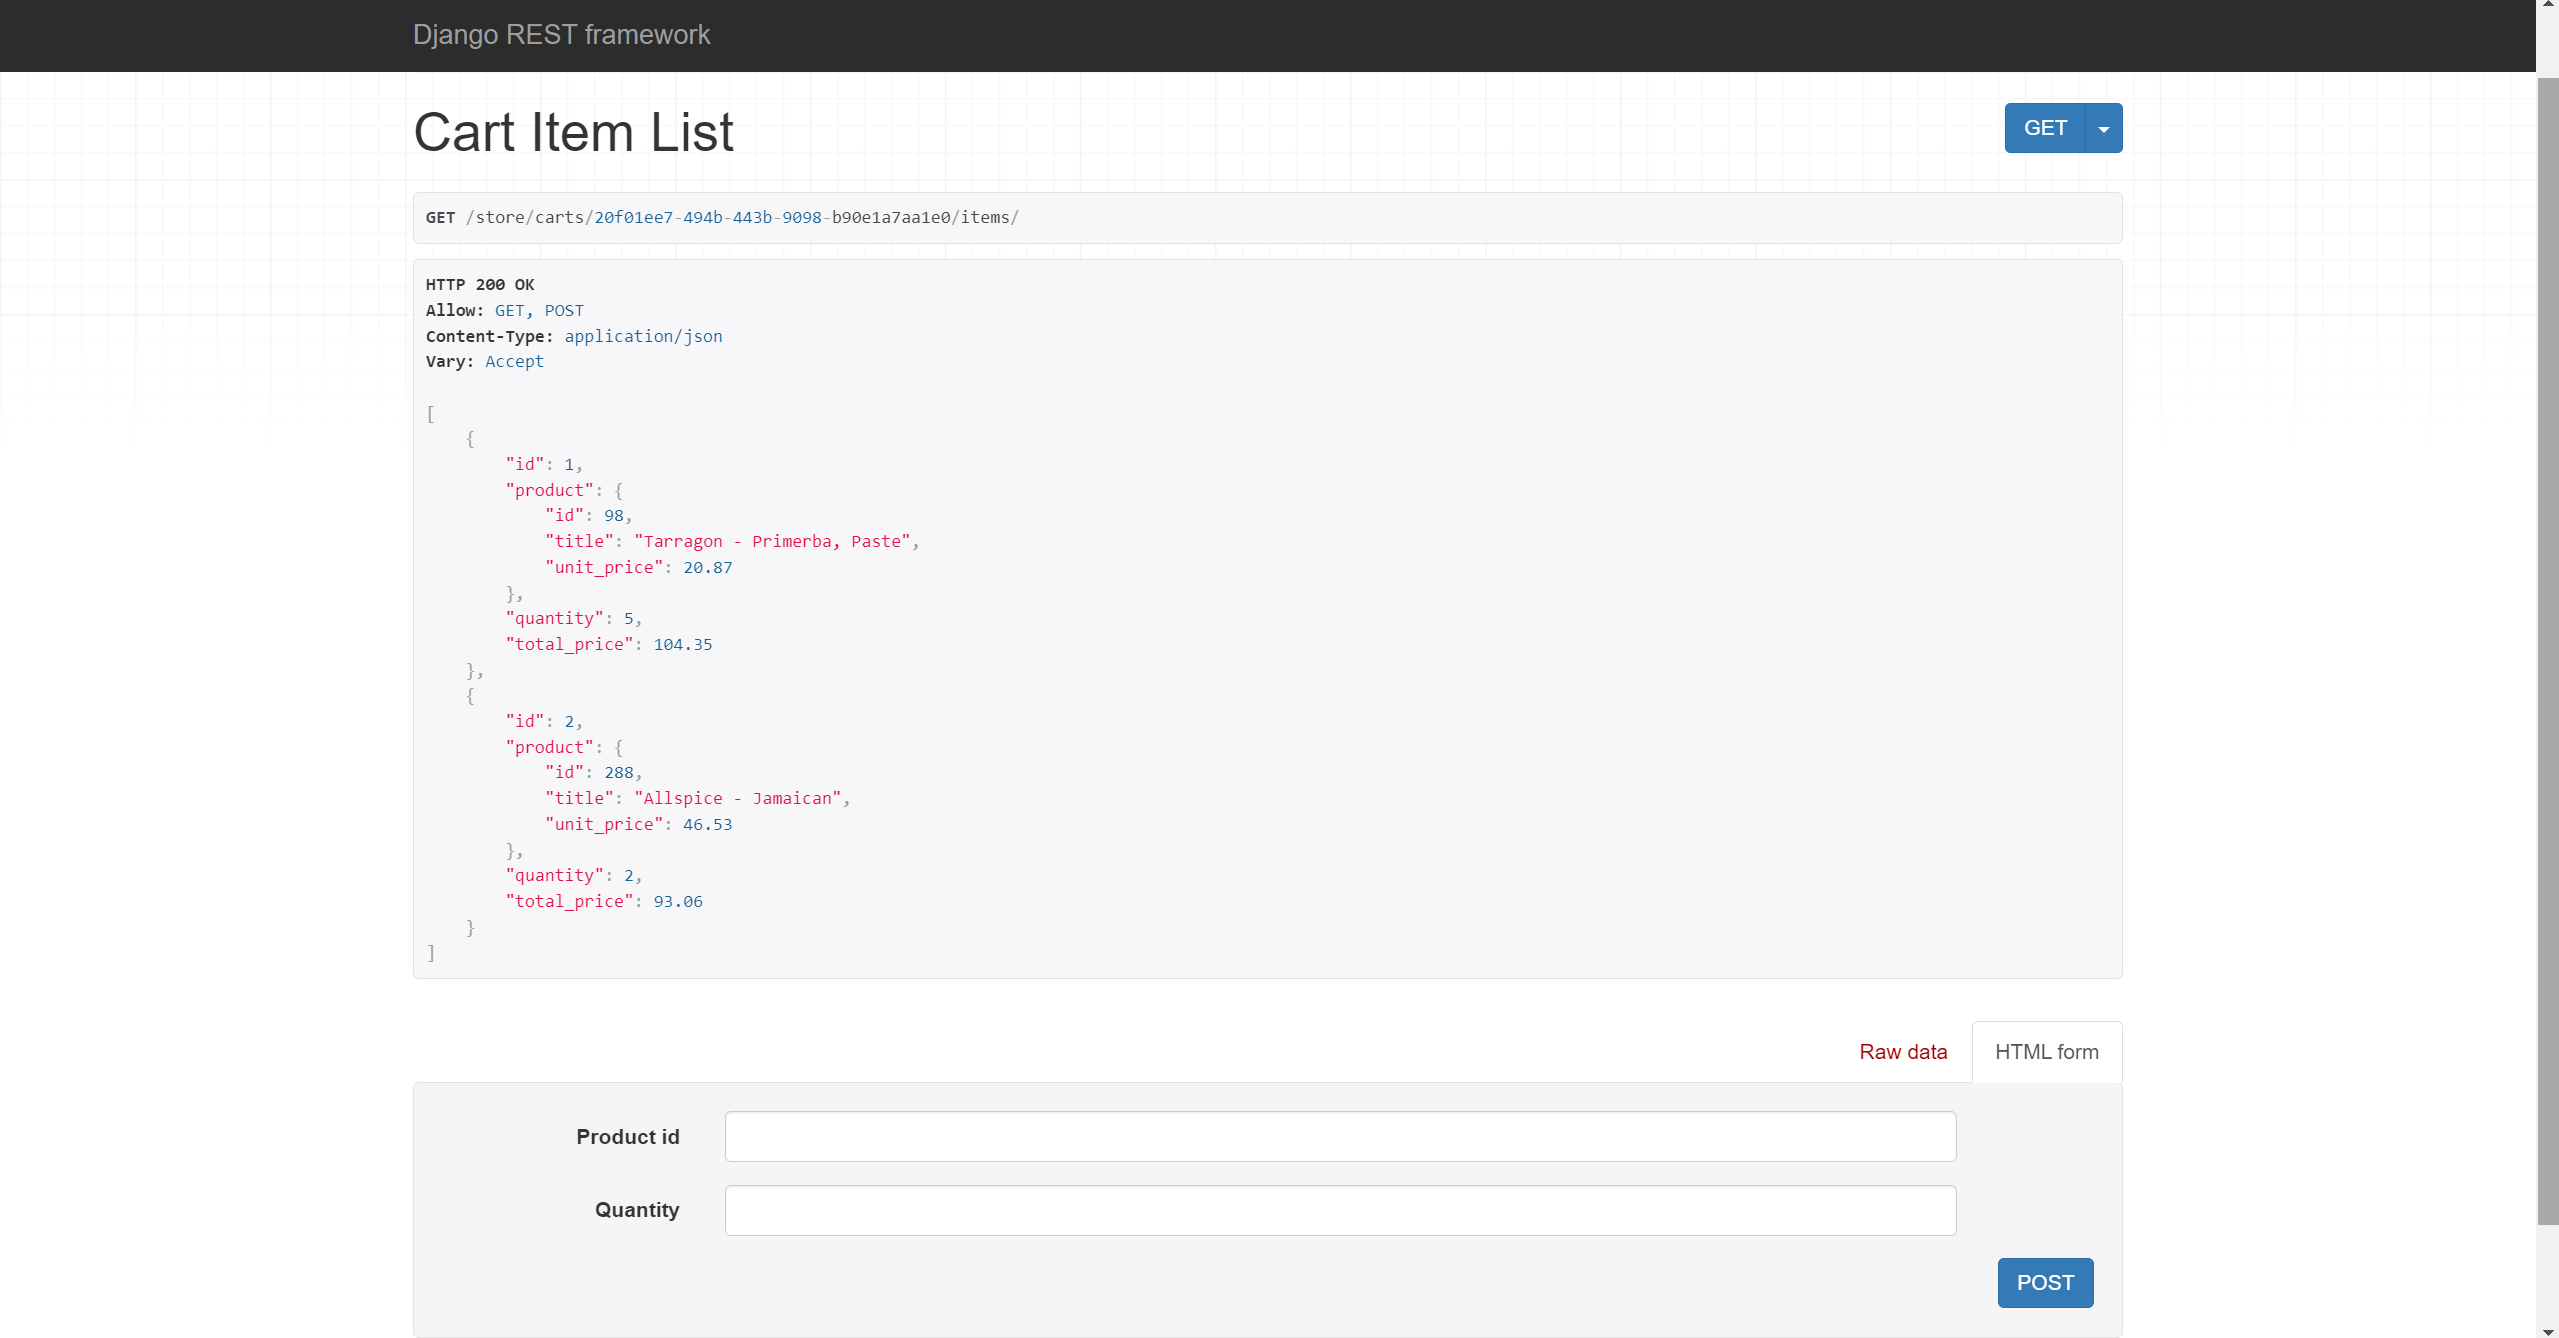 Django REST framework
Cart Item List
GET
GET /store/carts/20f01ee7-494b-443b-9098-b90e1a7aa1e0/items/
HTTP 200 OK
Allow: GET, POST
Content-Type: application/json
Vary: Accept
[
    {
        "id": 1,
        "product": {
            "id": 98,
            "title": "Tarragon - Primerba, Paste",
            "unit_price": 20.87
        },
        "quantity": 5,
        "total_price": 104.35
    },
    {
        "id": 2,
        "product": {
            "id": 288,
            "title": "Allspice - Jamaican",
            "unit_price": 46.53
        },
        "quantity": 2,
        "total_price": 93.06
    }
]
Raw data
HTML form
Product id
Quantity
POST